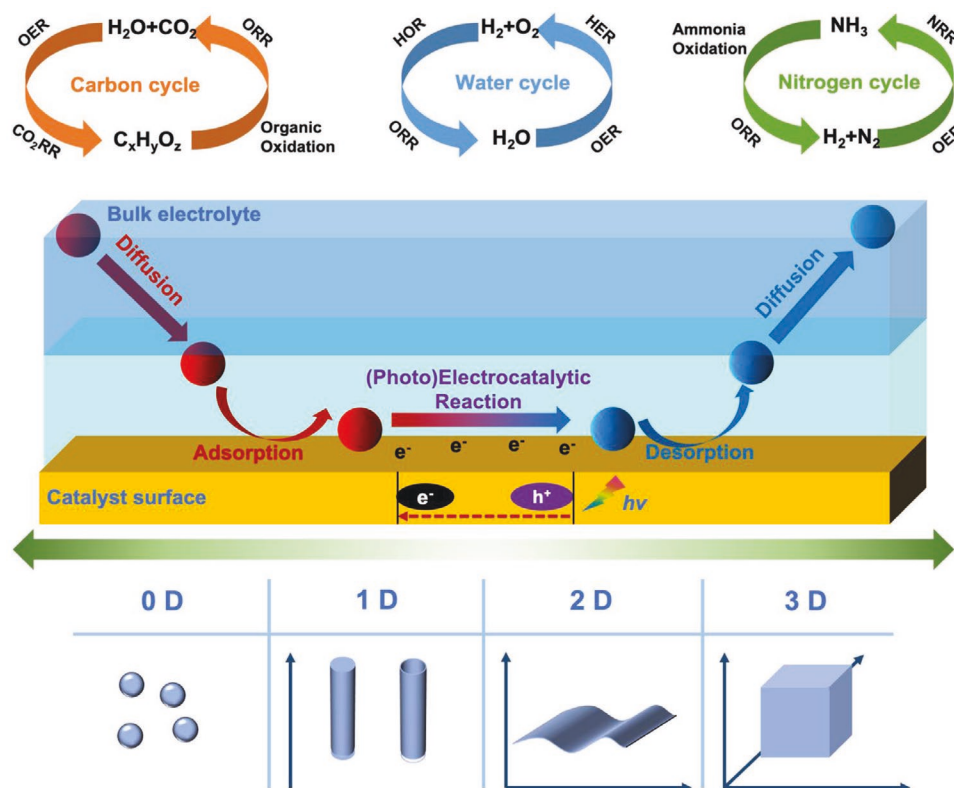 OER
H₂O+CO₂
ORR
Carbon cycle
CO₂RR
CₓHᵧO_z
Organic
Oxidation
HOR
H₂+O₂
HER
Water cycle
ORR
H₂O
OER
Ammonia
Oxidation
NH₃
NRR
Nitrogen cycle
ORR
H₂+N₂
OER
Bulk electrolyte
Diffusion
Diffusion
(Photo)Electrocatalytic
Reaction
Adsorption
e⁻ e⁻ e⁻ e⁻
Desorption
Catalyst surface
e⁻
h⁺
hν
0 D
1 D
2 D
3 D